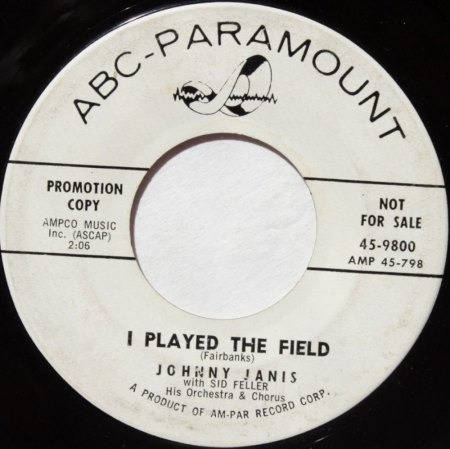 ABC-PARAMOUNT
PROMOTION
COPY
AMPCO MUSIC
Inc. (ASCAP)
2:06
NOT
FOR SALE
45-9800
AMP 45-798
I PLAYED THE FIELD
(Fairbanks)
JOHNNY JANIS
with SID FELLER
His Orchestra & Chorus
A PRODUCT OF AM-PAR RECORD CORP.